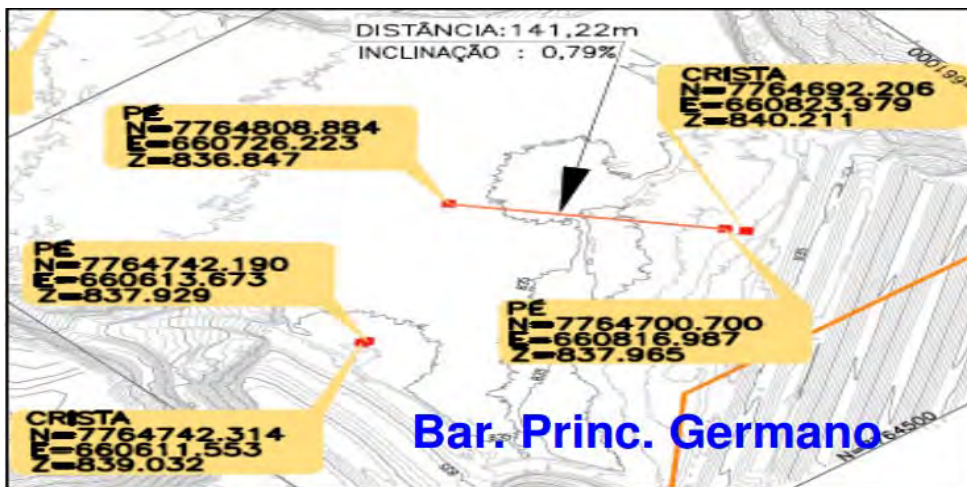 DISTÂNCIA:141,22m
INCLINAÇÃO : 0,79%
CRISTA
N=7764692.206
E=660823.979
Z=840.211
PÉ
N=7764808.884
E=660726.223
Z=836.847
PÉ
N=7764742.190
E=660613.673
Z=837.929
PÉ
N=7764700.700
E=660816.987
Z=837.965
CRISTA
N=7764742.314
E=660611.553
Z=839.032
Bar. Princ. Germano